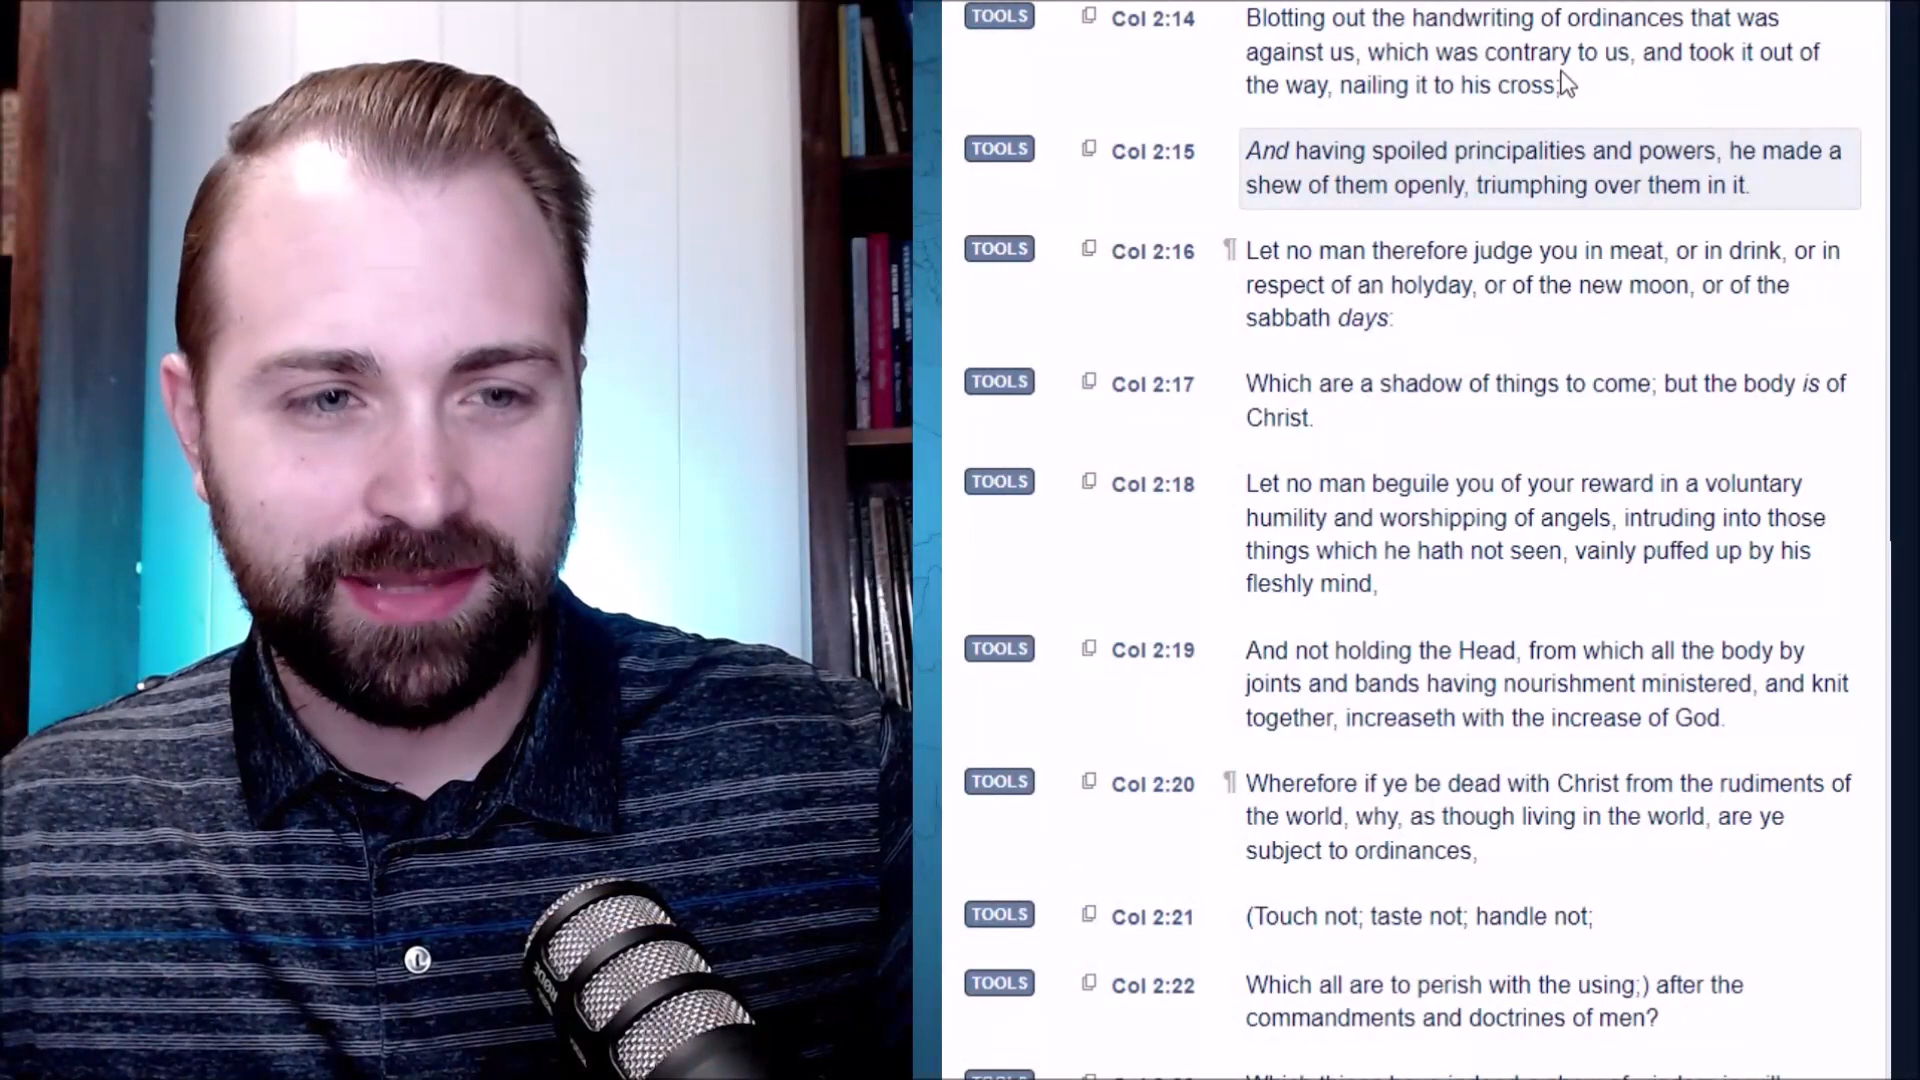 TOOLS Col 2:14 Blotting out the handwriting of ordinances that was
against us, which was contrary to us, and took it out of
the way, nailing it to his cross;
TOOLS Col 2:15 And having spoiled principalities and powers, he made a
shew of them openly, triumphing over them in it.
TOOLS Col 2:16 ¶ Let no man therefore judge you in meat, or in drink, or in
respect of an holyday, or of the new moon, or of the
sabbath days:
TOOLS Col 2:17 Which are a shadow of things to come; but the body is of
Christ.
TOOLS Col 2:18 Let no man beguile you of your reward in a voluntary
humility and worshipping of angels, intruding into those
things which he hath not seen, vainly puffed up by his
fleshly mind,
TOOLS Col 2:19 And not holding the Head, from which all the body by
joints and bands having nourishment ministered, and knit
together, increaseth with the increase of God.
TOOLS Col 2:20 ¶ Wherefore if ye be dead with Christ from the rudiments of
the world, why, as though living in the world, are ye
subject to ordinances,
TOOLS Col 2:21 (Touch not; taste not; handle not;
TOOLS Col 2:22 Which all are to perish with the using;) after the
commandments and doctrines of men?
RØDE